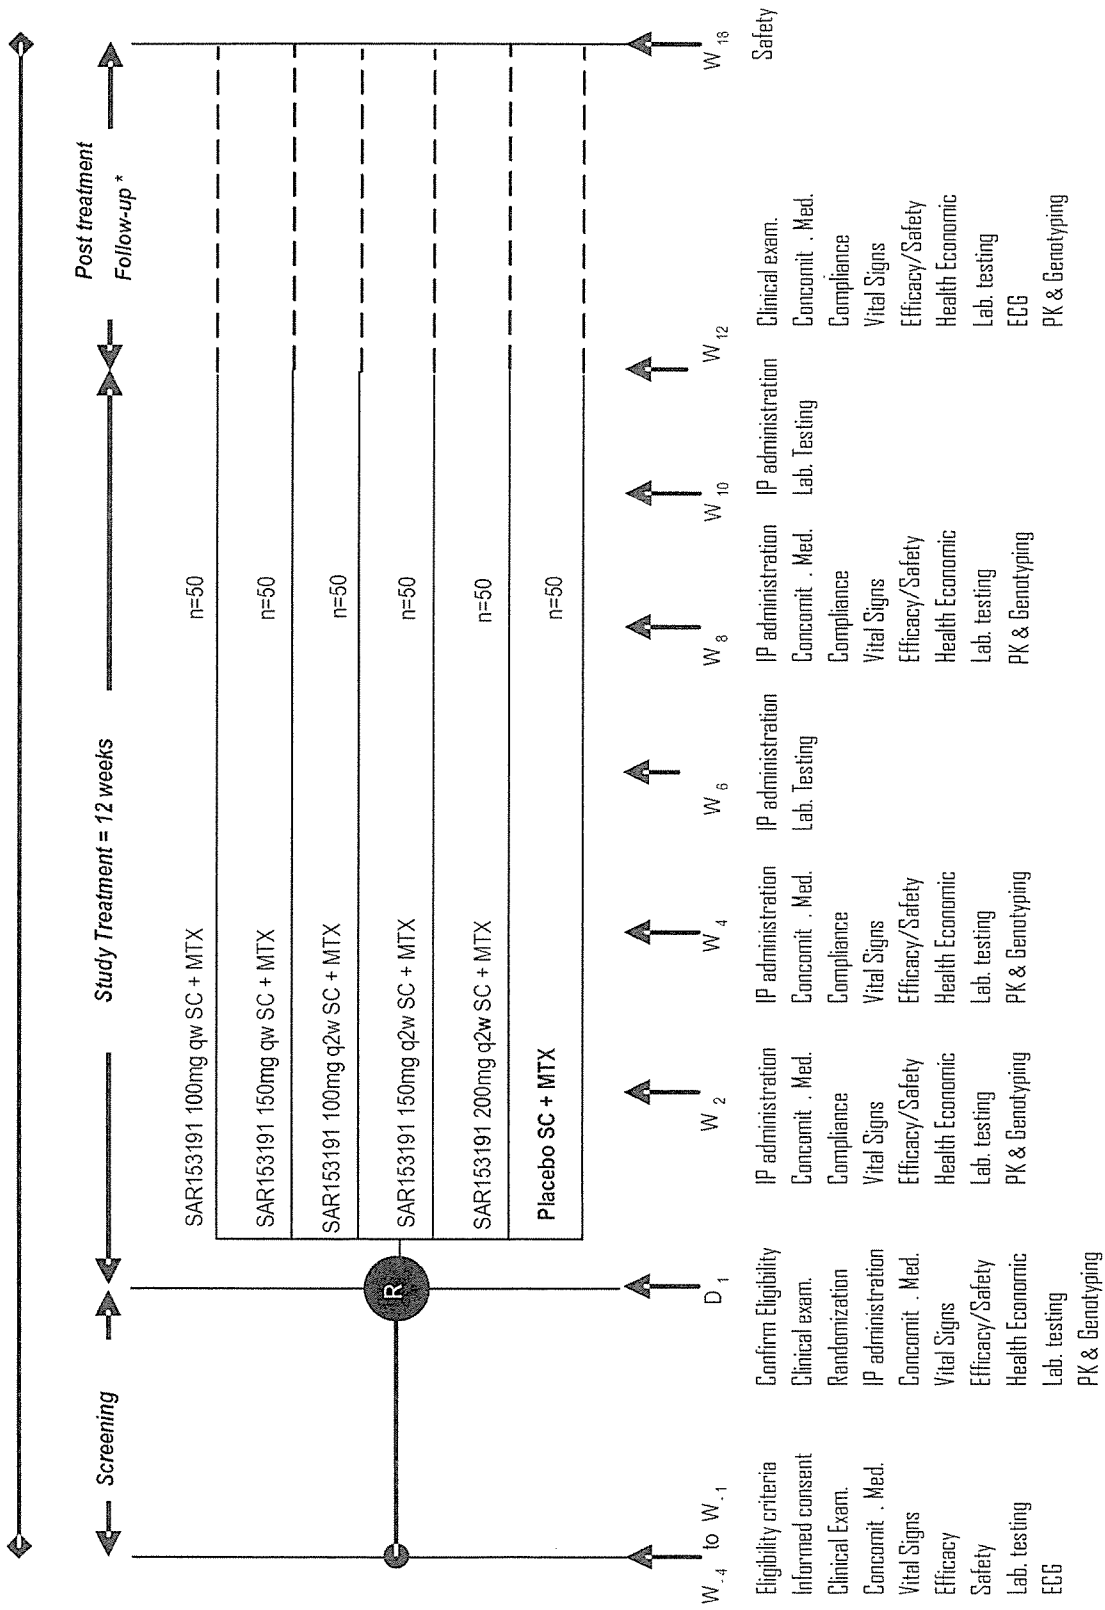 Screening
Study Treatment = 12 weeks
Post treatment
Follow-up *
SAR153191 100mg qw SC + MTX n=50
SAR153191 150mg qw SC + MTX n=50
SAR153191 100mg q2w SC + MTX n=50
R
SAR153191 150mg q2w SC + MTX n=50
SAR153191 200mg q2w SC + MTX n=50
Placebo SC + MTX n=50
W -4 to W -1
D 1
W 2
W 4
W 6
W 8
W 10
W 12
W 18
Eligibility criteria
Informed consent
Clinical Exam.
Concomit . Med.
Vital Signs
Efficacy
Safety
Lab. testing
ECG
Confirm Eligibility
Clinical exam.
Randomization
IP administration
Concomit . Med.
Vital Signs
Efficacy/Safety
Health Economic
Lab. testing
PK & Genotyping
IP administration
Concomit . Med.
Compliance
Vital Signs
Efficacy/Safety
Health Economic
Lab. testing
PK & Genotyping
IP administration
Concomit . Med.
Compliance
Vital Signs
Efficacy/Safety
Health Economic
Lab. testing
PK & Genotyping
IP administration
Lab. Testing
IP administration
Concomit . Med.
Compliance
Vital Signs
Efficacy/Safety
Health Economic
Lab. testing
PK & Genotyping
IP administration
Lab. Testing
Clinical exam.
Concomit . Med.
Compliance
Vital Signs
Efficacy/Safety
Health Economic
Lab. testing
ECG
PK & Genotyping
Safety